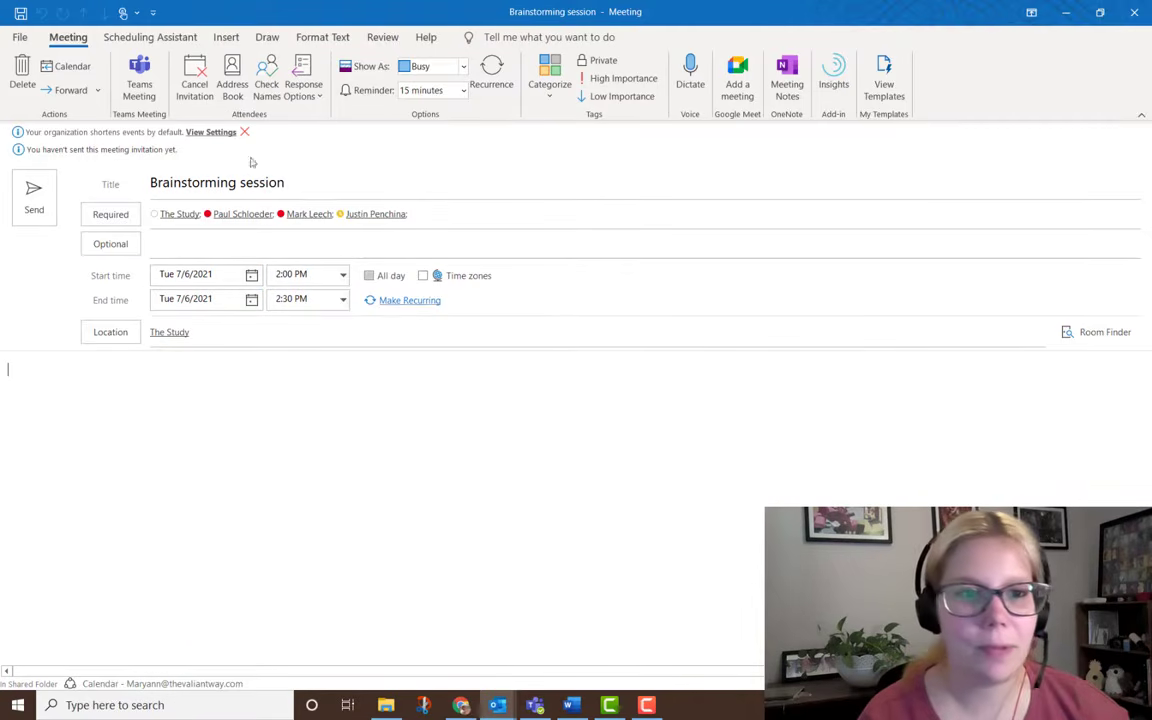 Brainstorming session - Meeting
File Meeting Scheduling Assistant Insert Draw Format Text Review Help Tell me what you want to do
Delete
Calendar
Forward
Actions
Teams Meeting
Teams Meeting
Cancel Invitation
Address Book
Check Names
Response Options
Attendees
Show As: Busy
Reminder: 15 minutes
Recurrence
Options
Categorize
Private
High Importance
Low Importance
Tags
Dictate
Voice
Add a meeting
Google Meet
Meeting Notes
OneNote
Insights
Add-in
View Templates
My Templates
Your organization shortens events by default. View Settings
You haven't sent this meeting invitation yet.
Send
Title Brainstorming session
Required The Study; Paul Schloeder; Mark Leech; Justin Penchina;
Optional
Start time Tue 7/6/2021 2:00 PM All day Time zones
End time Tue 7/6/2021 2:30 PM Make Recurring
Location The Study Room Finder
In Shared Folder Calendar - Maryann@thevaliantway.com
Type here to search